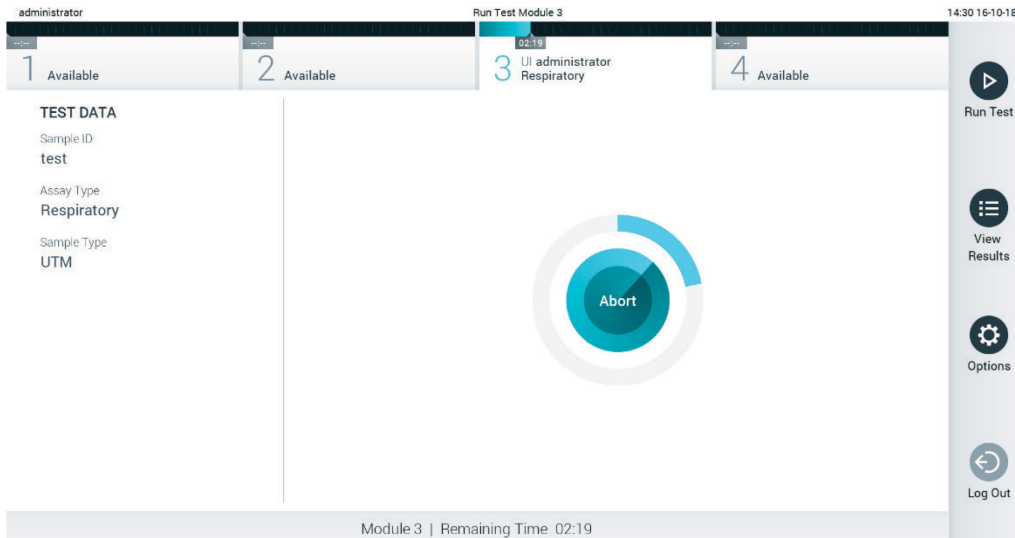 administrator
Run Test Module 3
14:30 16-10-18
--:--
1 Available
--:--
2 Available
02:19
3 UI administrator
Respiratory
--:--
4 Available
TEST DATA
Sample ID
test
Assay Type
Respiratory
Sample Type
UTM
Abort
Run Test
View
Results
Options
Log Out
Module 3 | Remaining Time 02:19